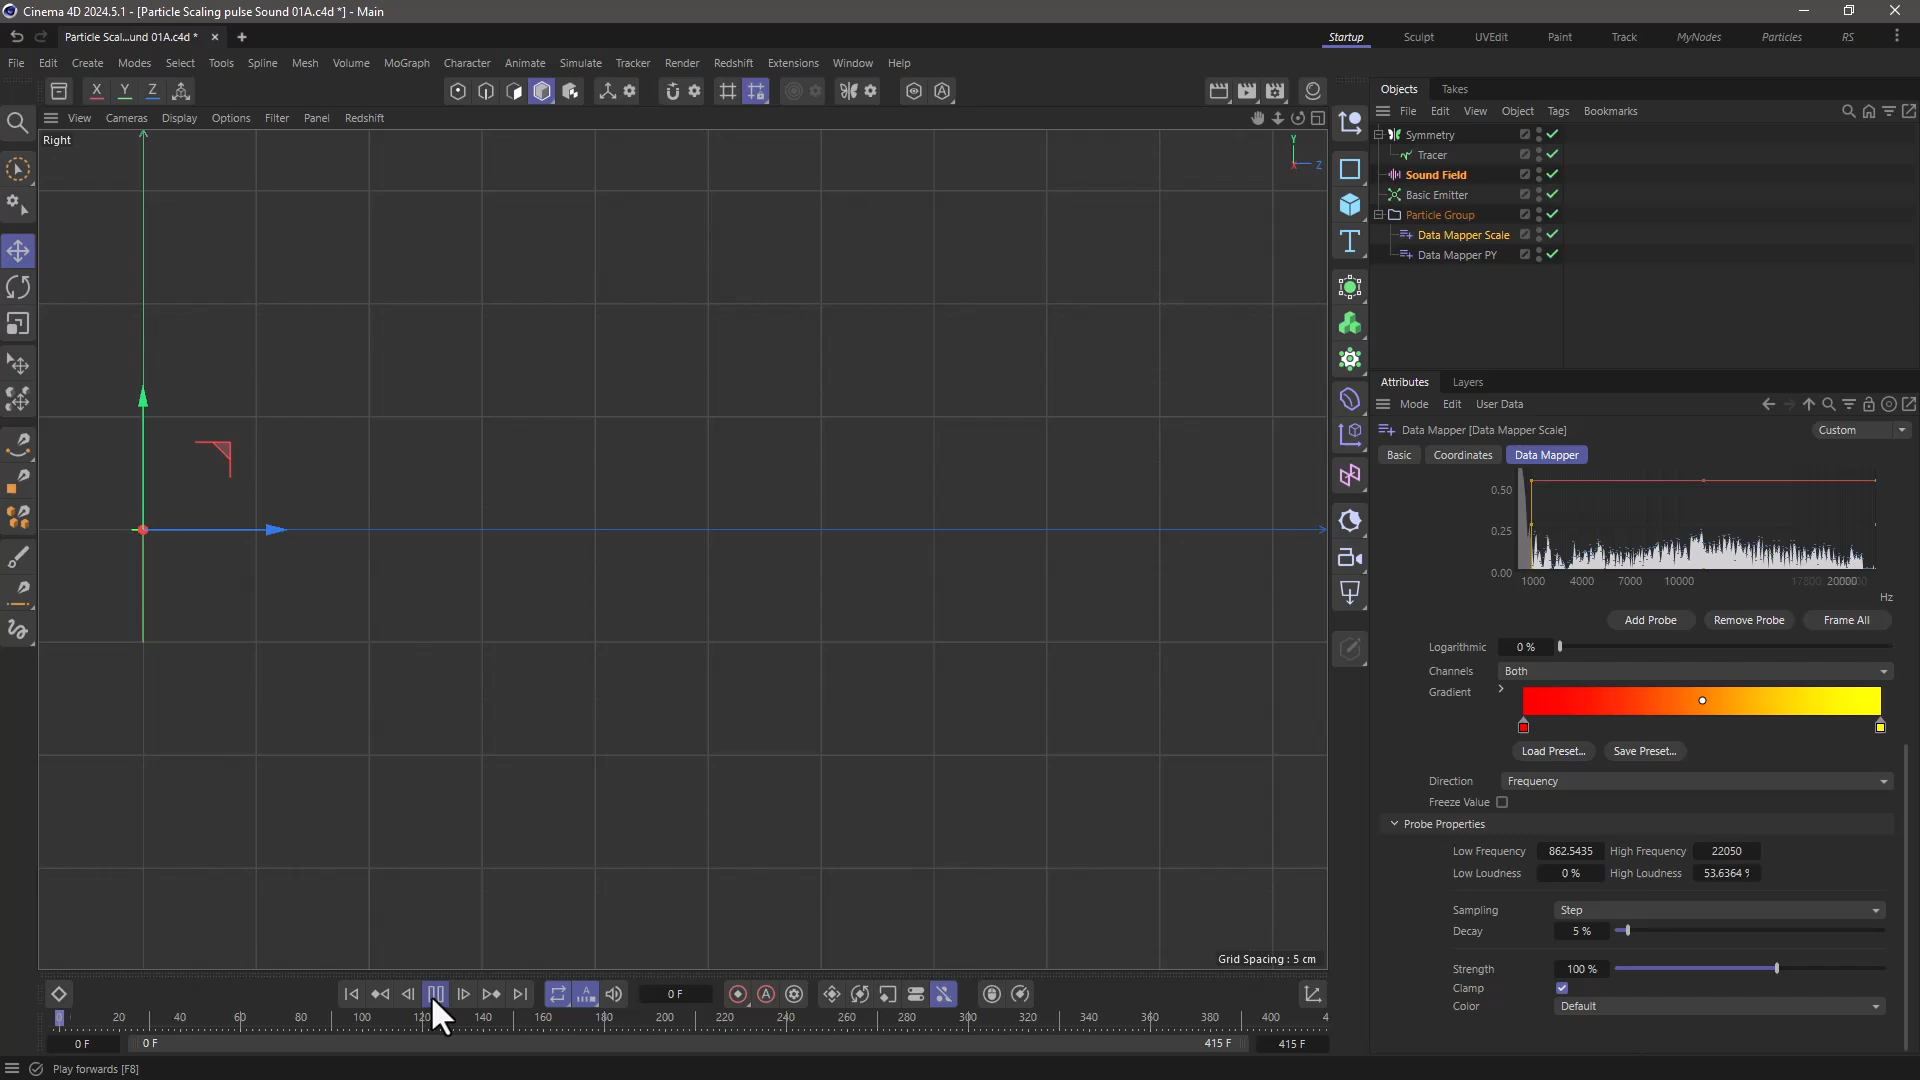 Cinema 4D 2024.5.1 - [Particle Scaling pulse Sound 01A.c4d *] - Main
Particle Scal...und 01A.c4d *
Startup Sculpt UVEdit Paint Track MyNodes Particles RS
File Edit Create Modes Select Tools Spline Mesh Volume MoGraph Character Animate Simulate Tracker Render Redshift Extensions Window Help
X Y Z
Objects Takes
View Cameras Display Options Filter Panel Redshift
File Edit View Object Tags Bookmarks
Right
Y
Z
X
Symmetry
Tracer
Sound Field
Basic Emitter
Particle Group
Data Mapper Scale
Data Mapper PY
Attributes Layers
Mode Edit User Data
Data Mapper [Data Mapper Scale]
Custom
Basic Coordinates Data Mapper
0.50
0.25
0.00
1000 4000 7000 10000 17800 20000
Hz
Add Probe Remove Probe Frame All
Logarithmic 0 %
Channels Both
Gradient
Load Preset... Save Preset...
Direction Frequency
Freeze Value
Probe Properties
Low Frequency 862.5435 High Frequency 22050
Low Loudness 0 % High Loudness 53.6364 %
Sampling Step
Decay 5 %
Strength 100 %
Clamp
Color Default
Grid Spacing : 5 cm
0 F
0 20 40 60 80 100 120 140 160 180 200 220 240 260 280 300 320 340 360 380 400 4
0 F 0 F 415 F 415 F
Play forwards [F8]